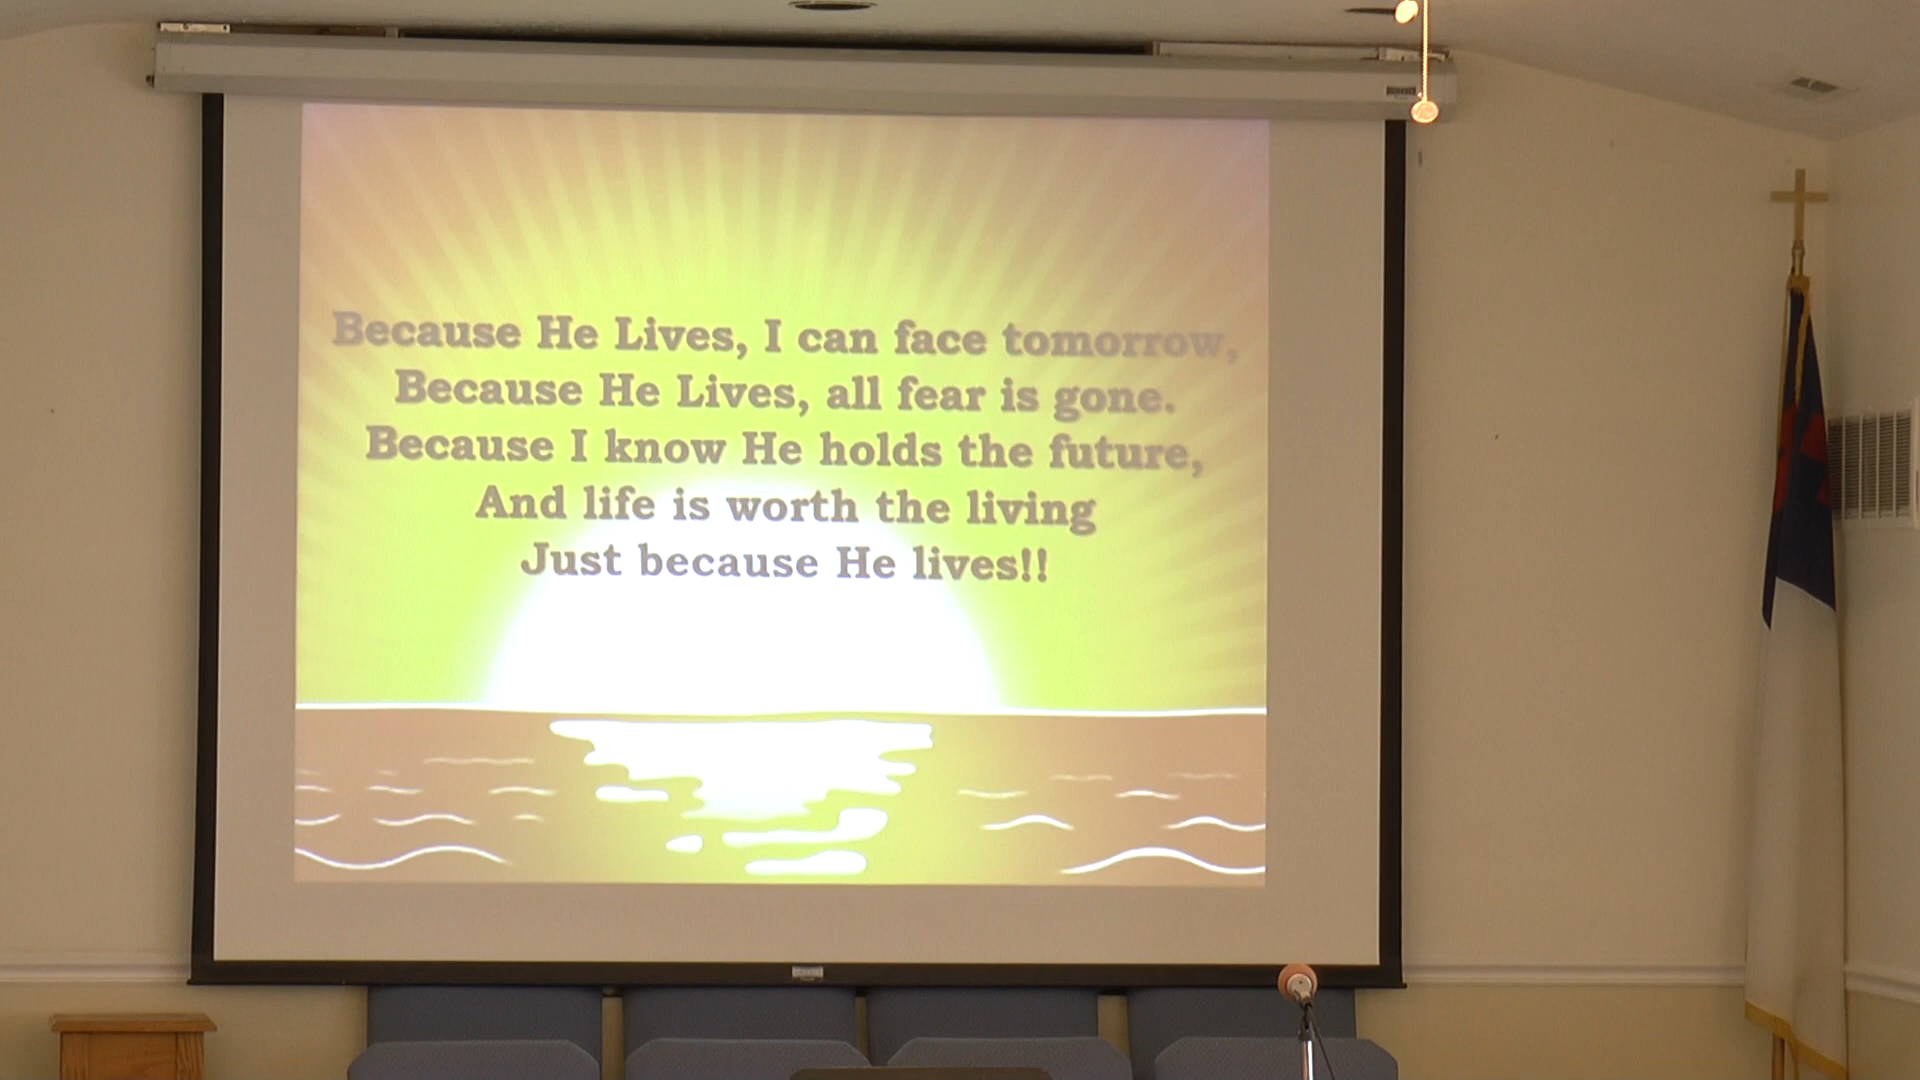 Because He Lives, I can face tomorrow,
Because He Lives, all fear is gone.
Because I know He holds the future,
And life is worth the living
Just because He lives!!